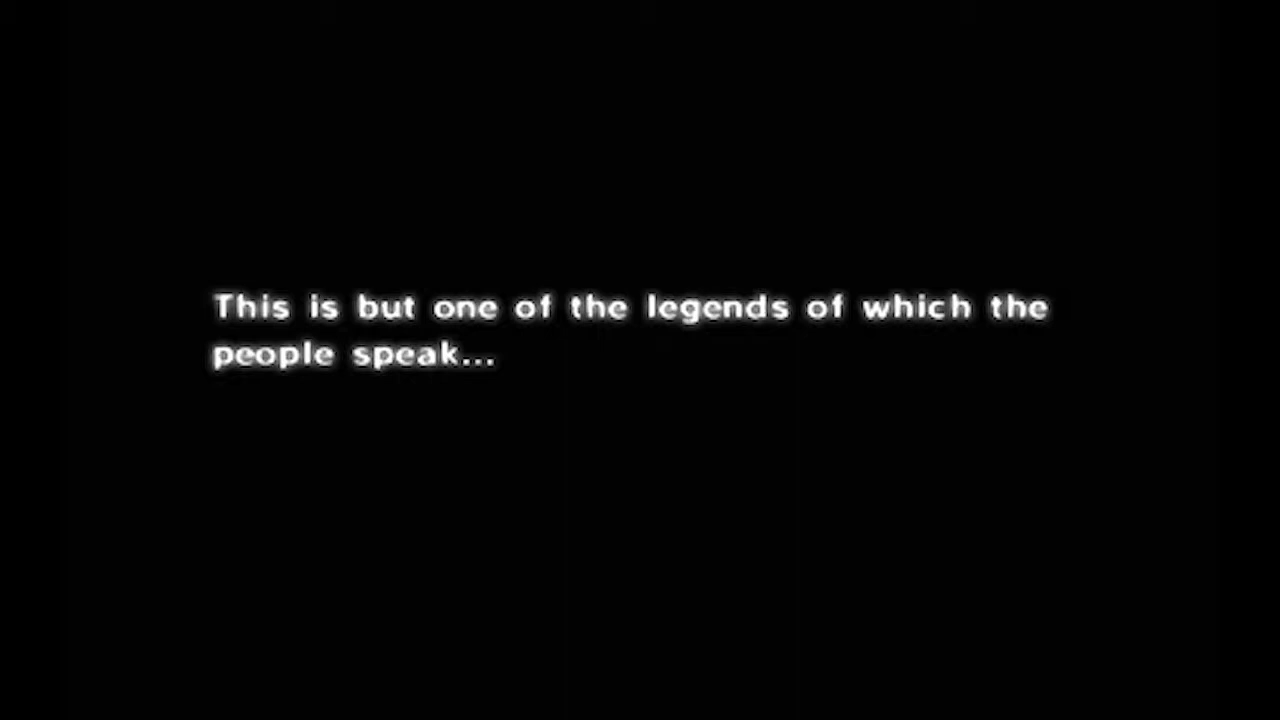 This is but one of the legends of which the
people speak...